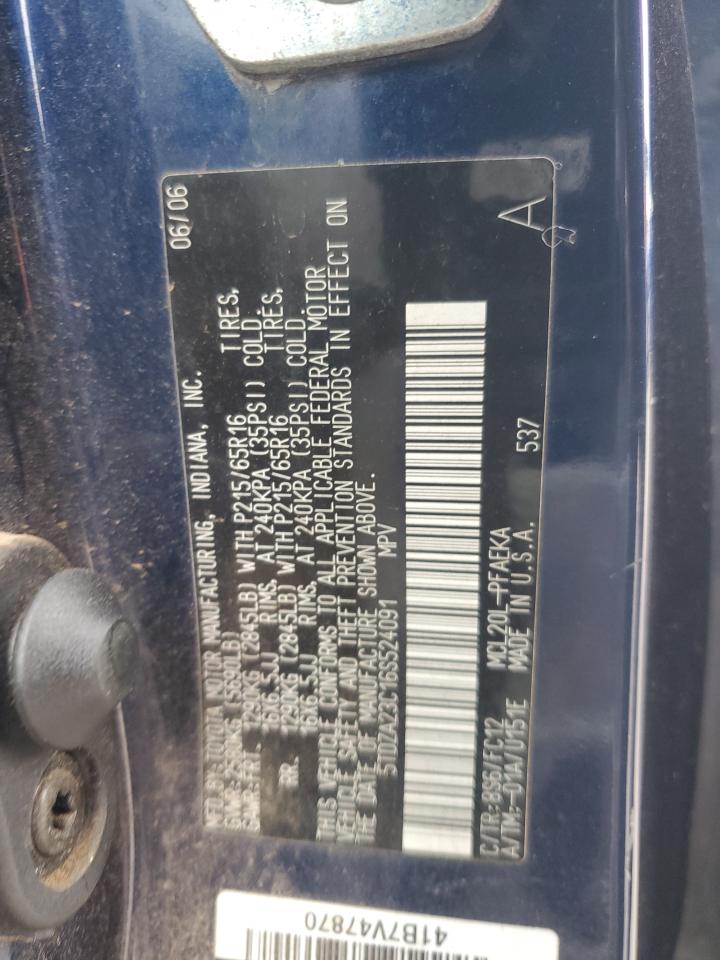 MFD. BY: TOYOTA MOTOR MANUFACTURING, INDIANA, INC. 06/06
GVWR: 2580KG (5690LB)
GAWR: FRT. 1290KG (2845LB) WITH P215/65R16 TIRES,
16X6.5JJ RIMS, AT 240KPA (35PSI) COLD.
RR. 1290KG (2845LB) WITH P215/65R16 TIRES,
16X6.5JJ RIMS, AT 240KPA (35PSI) COLD.
THIS VEHICLE CONFORMS TO ALL APPLICABLE FEDERAL MOTOR
VEHICLE SAFETY AND THEFT PREVENTION STANDARDS IN EFFECT ON
THE DATE OF MANUFACTURE SHOWN ABOVE.
5TDZA23C16S524091 MPV
C/TR: 8S6/FC12 MCL20L-PFAEKA
A/TM: -01A/U151E MADE IN U.S.A. 537
A
41B7V47870